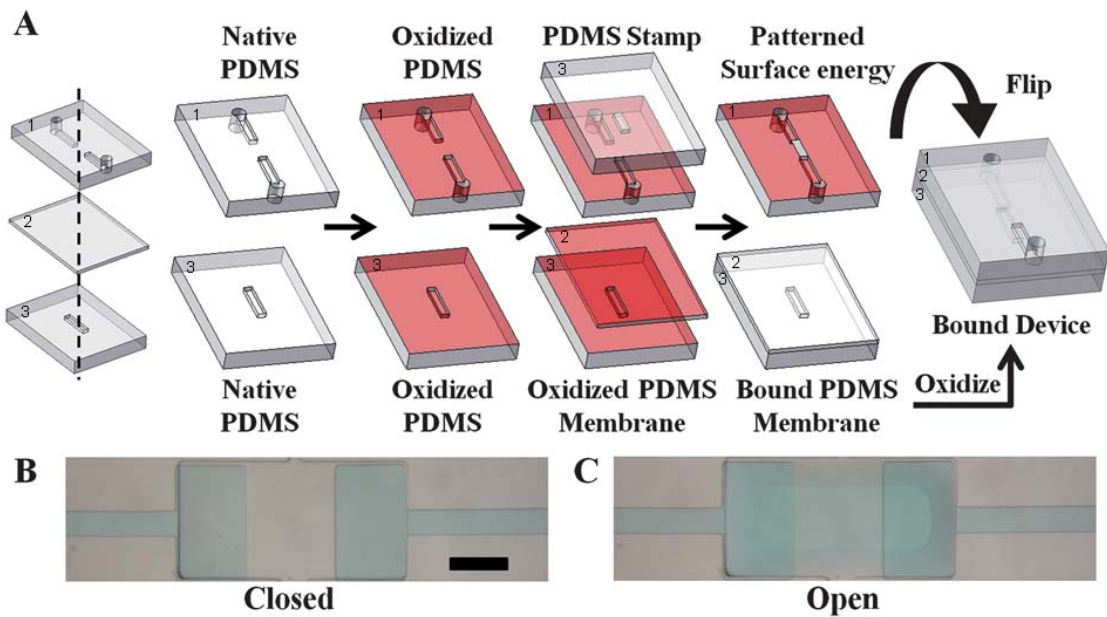 A
Native
PDMS
Oxidized
PDMS
PDMS Stamp
Patterned
Surface energy
Flip
1
2
3
1
1
3
1
1
1
2
3
3
3
2
3
2
3
Native
PDMS
Oxidized
PDMS
Oxidized PDMS
Membrane
Bound PDMS
Membrane
Bound Device
Oxidize
B
Closed
C
Open